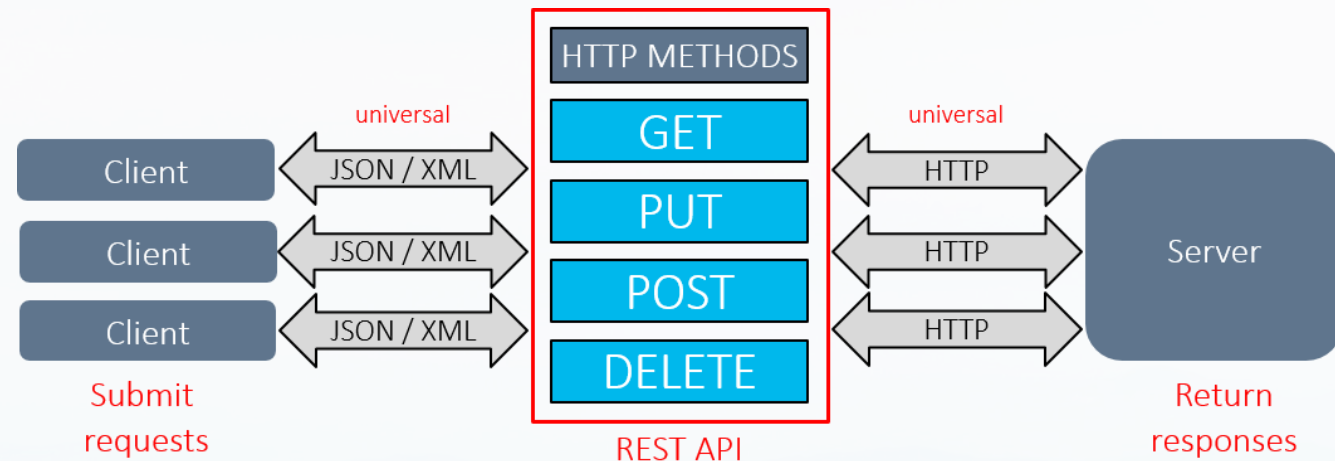 HTTP METHODS
universal
universal
GET
Client
JSON / XML
HTTP
PUT
Client
JSON / XML
HTTP
Server
POST
Client
JSON / XML
HTTP
DELETE
Submit
requests
REST API
Return
responses